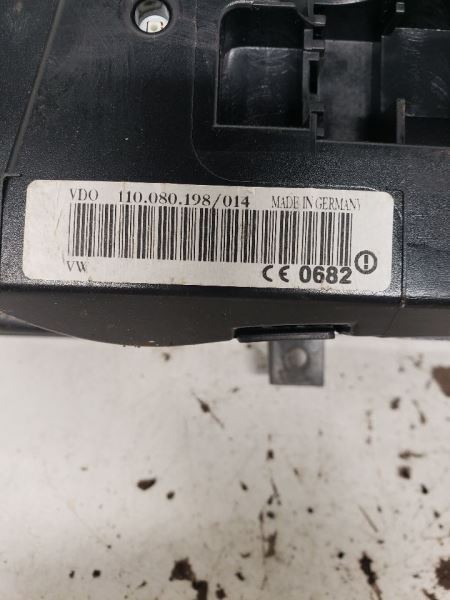 VDO 110.080.198/014 MADE IN GERMANY
VW CE 0682